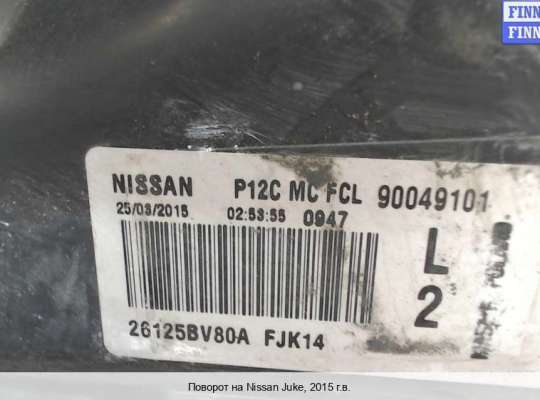 FINN
FINN
NISSAN P12C MC FCL 90049101
25/03/2015 02:53:55 0947
L
2
26125BV80A FJK14
Поворот на Nissan Juke, 2015 г.в.